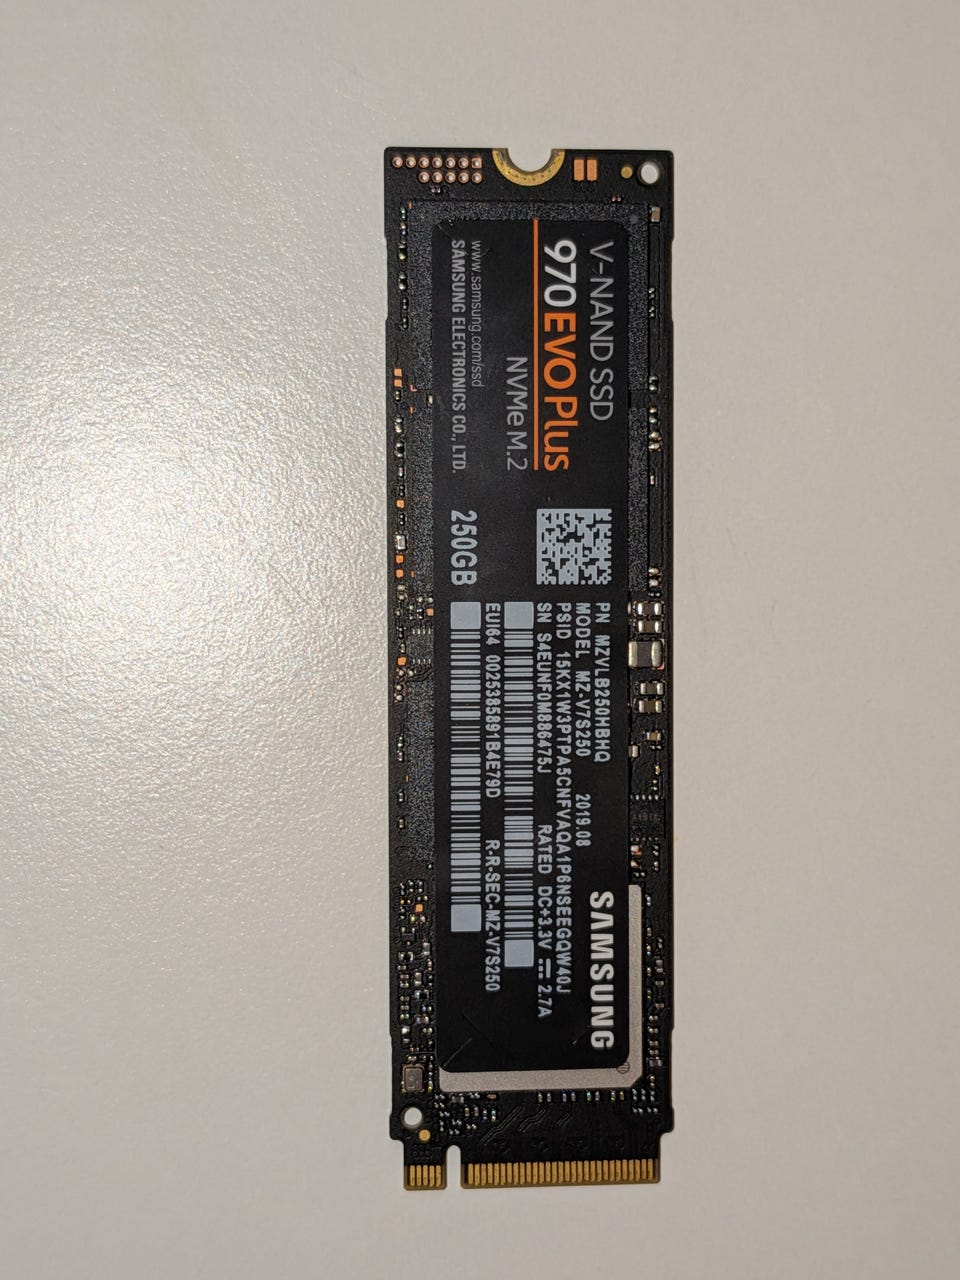 V-NAND SSD
970 EVO Plus
NVMe M.2
www.samsung.com/ssd
SAMSUNG ELECTRONICS CO., LTD.
250GB
PN MZVLB250HBHQ
MODEL MZ-V7S250 2019.08
PSID 15KX1W3PTPA5CNFVAQA1P6NSEEGQW40J
SN S4EUNF0M886475J RATED DC+3.3V ⎓ 2.7A
EUI64 0025385891B4E79D R-R-SEC-MZ-V7S250
SAMSUNG